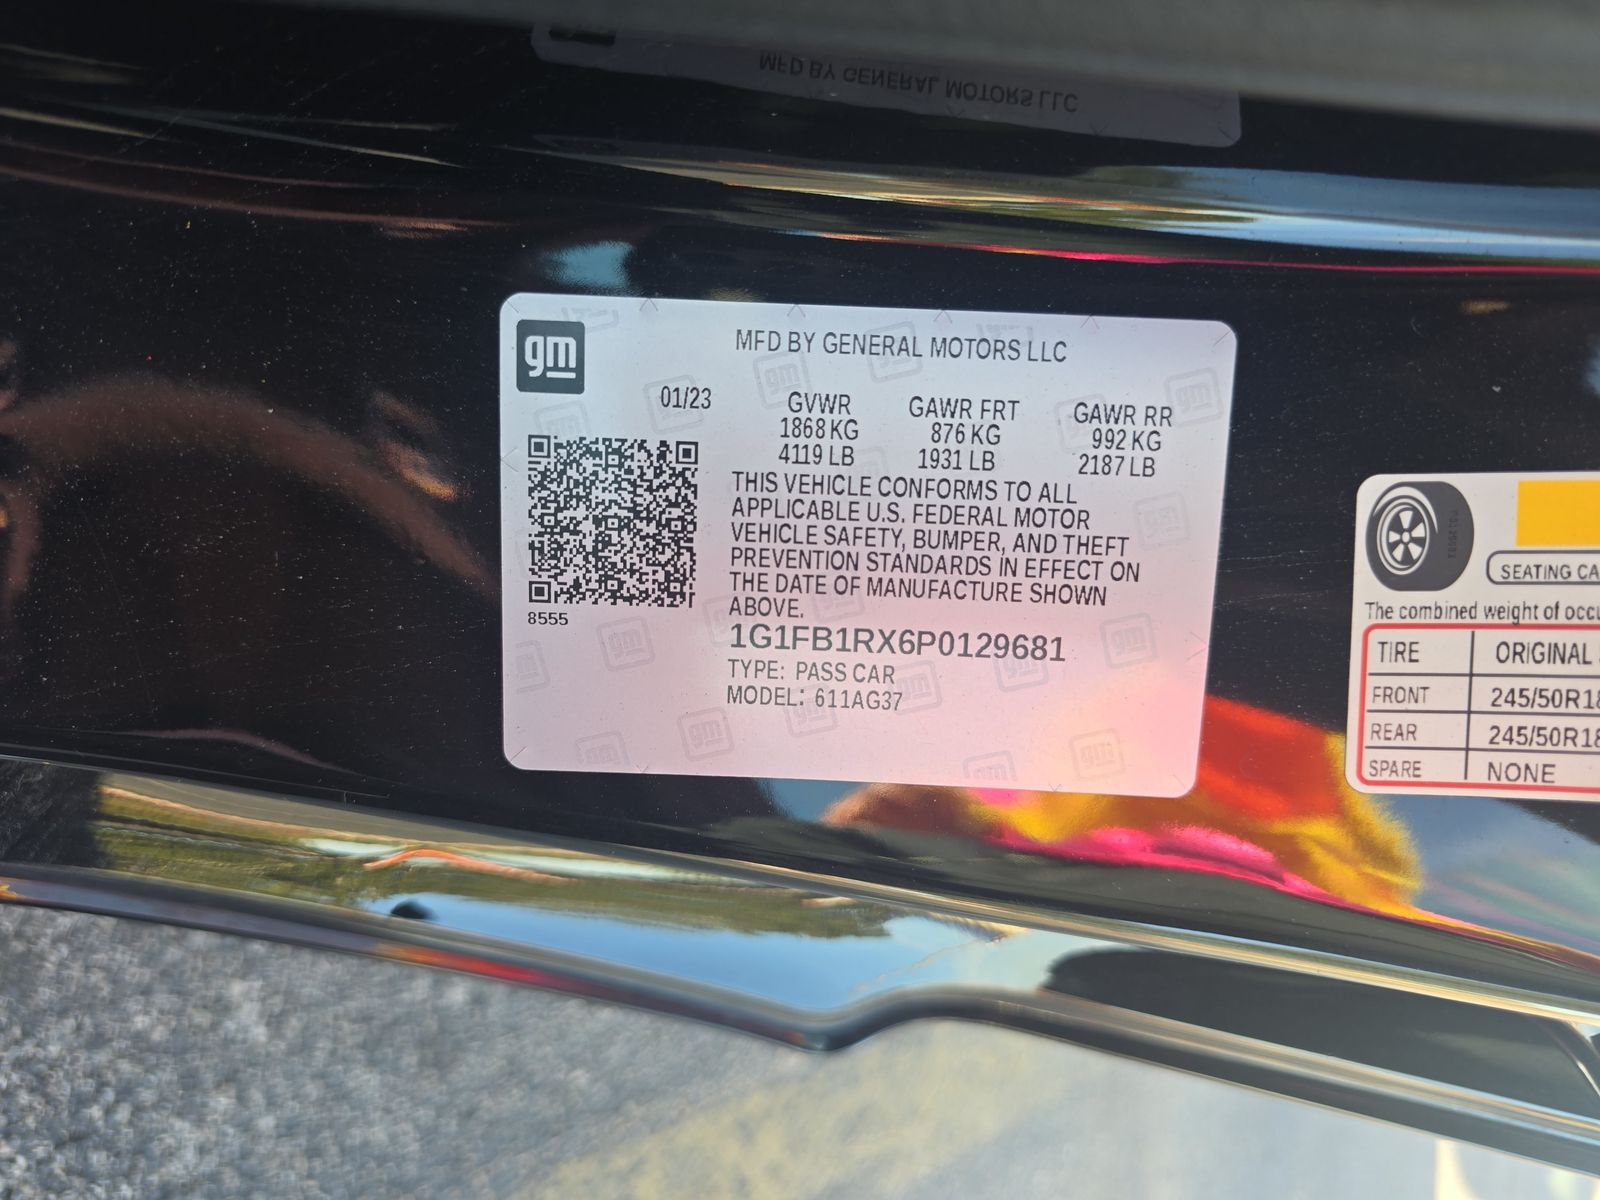 MFD BY GENERAL MOTORS LLC
gm
MFD BY GENERAL MOTORS LLC
01/23
GVWR GAWR FRT GAWR RR
1868 KG 876 KG 992 KG
4119 LB 1931 LB 2187 LB
THIS VEHICLE CONFORMS TO ALL
APPLICABLE U.S. FEDERAL MOTOR
VEHICLE SAFETY, BUMPER, AND THEFT
PREVENTION STANDARDS IN EFFECT ON
THE DATE OF MANUFACTURE SHOWN
ABOVE.
8555
1G1FB1RX6P0129681
TYPE: PASS CAR
MODEL: 611AG37
SEATING CA
The combined weight of occu
TIRE ORIGINAL
FRONT 245/50R18
REAR 245/50R18
SPARE NONE